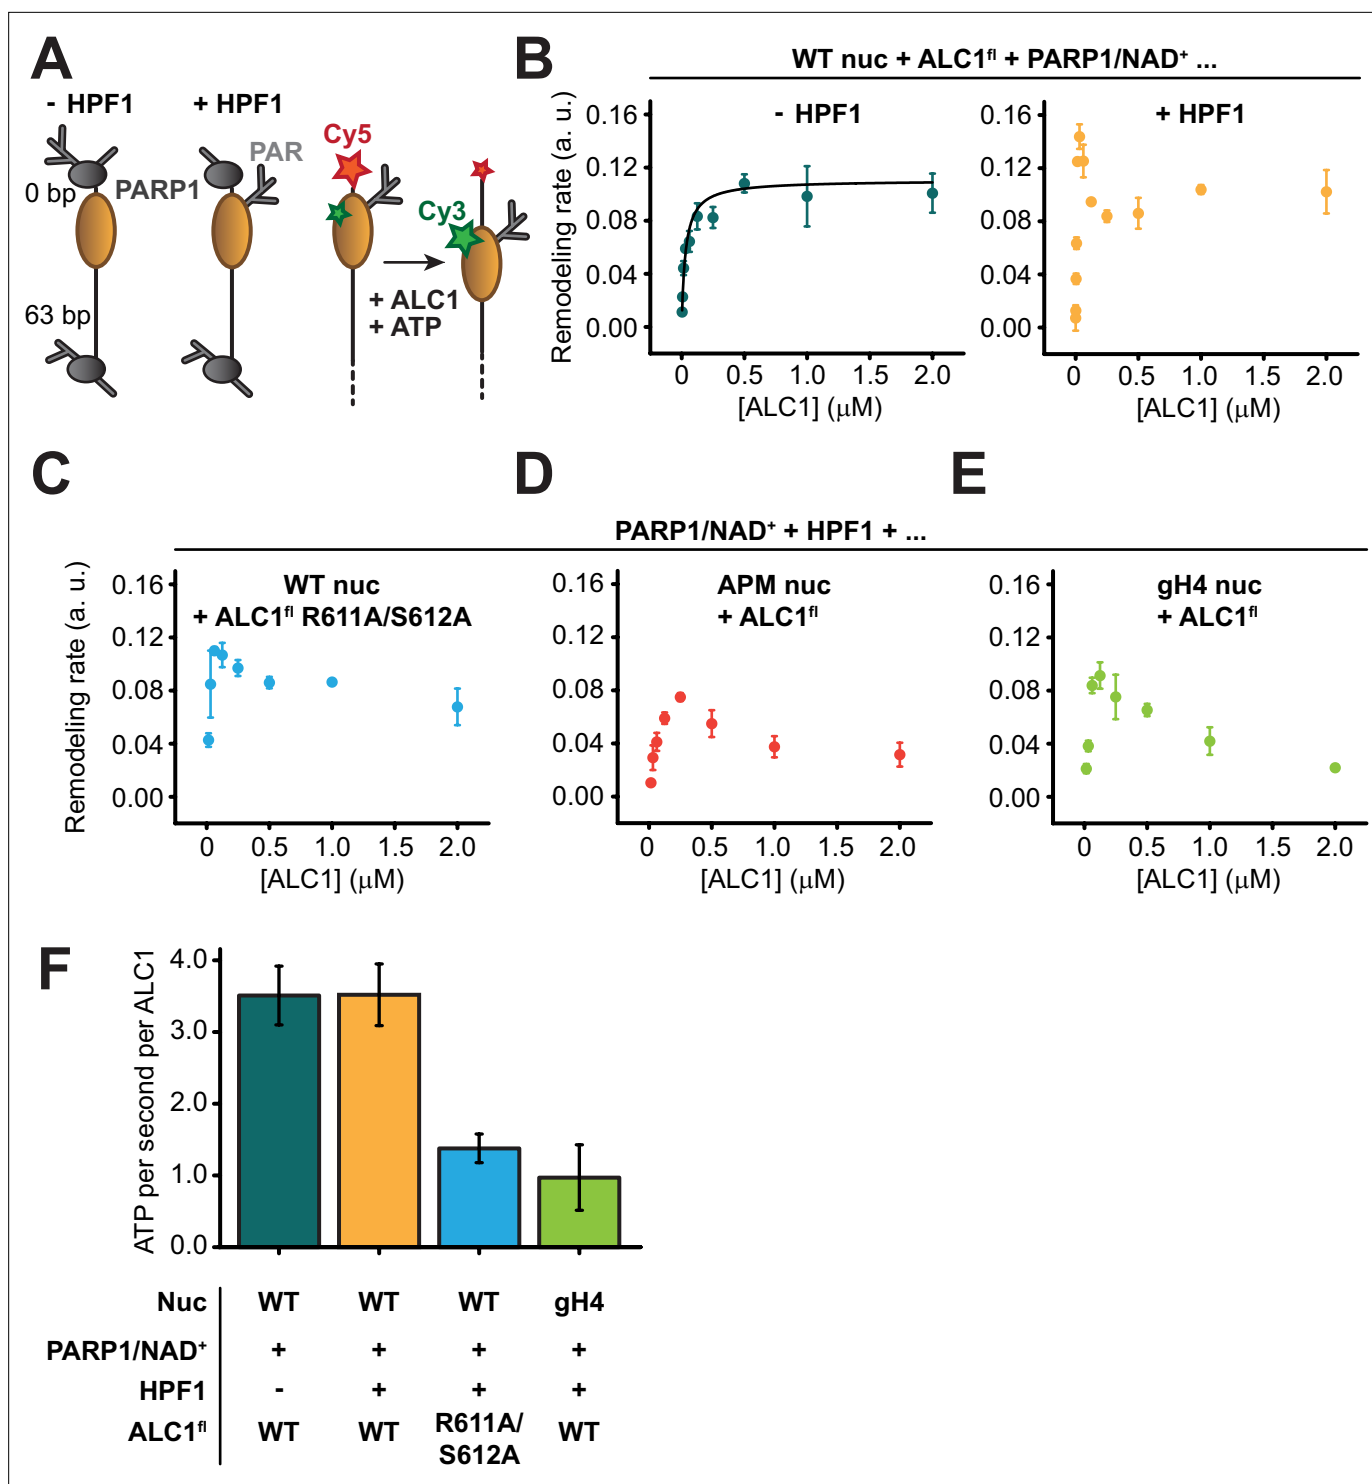 A
- HPF1
+ HPF1
Cy5
PAR
0 bp
PARP1
Cy3
63 bp
+ ALC1
+ ATP
B
WT nuc + ALC1ᶠˡ + PARP1/NAD⁺ ...
Remodeling rate (a. u.)
0.16
0.12
0.08
0.04
0.00
- HPF1
0 0.5 1.0 1.5 2.0
[ALC1] (μM)
0.16
0.12
0.08
0.04
0.00
+ HPF1
0 0.5 1.0 1.5 2.0
[ALC1] (μM)
C
D
E
PARP1/NAD⁺ + HPF1 + ...
Remodeling rate (a. u.)
0.16
0.12
0.08
0.04
0.00
WT nuc
+ ALC1ᶠˡ R611A/S612A
0 0.5 1.0 1.5 2.0
[ALC1] (μM)
0.16
0.12
0.08
0.04
0.00
APM nuc
+ ALC1ᶠˡ
0 0.5 1.0 1.5 2.0
[ALC1] (μM)
0.16
0.12
0.08
0.04
0.00
gH4 nuc
+ ALC1ᶠˡ
0 0.5 1.0 1.5 2.0
[ALC1] (μM)
F
ATP per second per ALC1
4.0
3.0
2.0
1.0
0.0
Nuc WT WT WT gH4
PARP1/NAD⁺ + + + +
HPF1 - + + +
ALC1ᶠˡ WT WT R611A/ WT
S612A